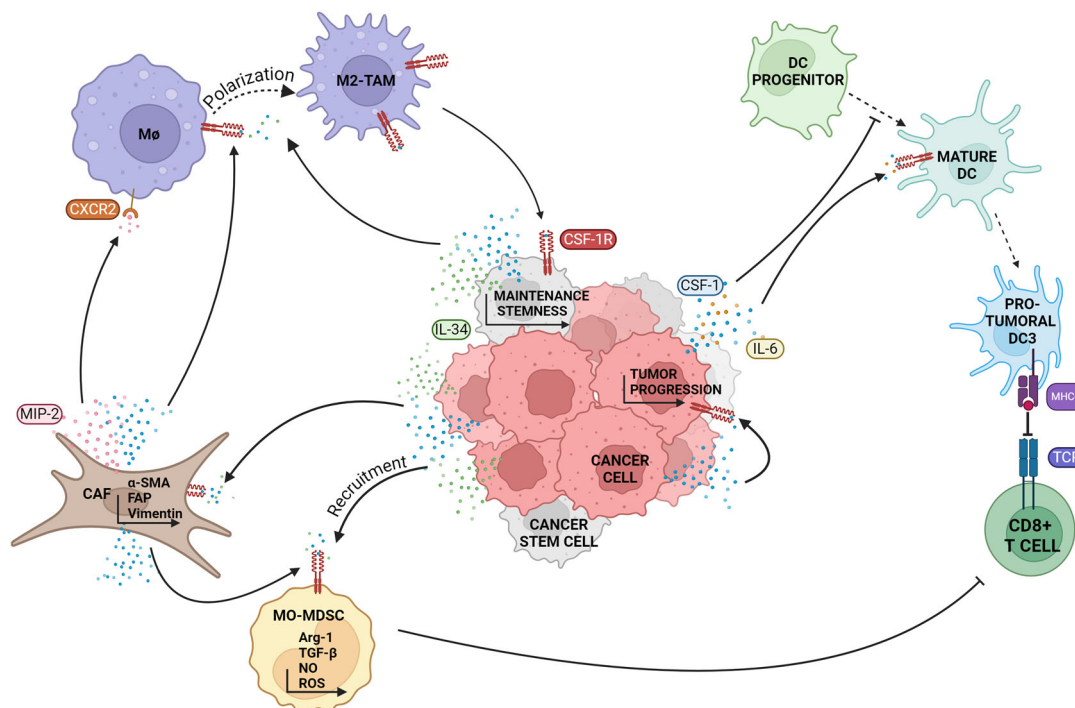 M2-TAM
Polarization
Mø
CXCR2
DC
PROGENITOR
MATURE
DC
CSF-1R
CSF-1
MAINTENANCE
STEMNESS
IL-34
IL-6
PRO-
TUMORAL
DC3
TUMOR
PROGRESSION
MHC
MIP-2
CAF
α-SMA
FAP
Vimentin
Recruitment
CANCER
CELL
TCR
CANCER
STEM CELL
CD8+
T CELL
MO-MDSC
Arg-1
TGF-β
NO
ROS